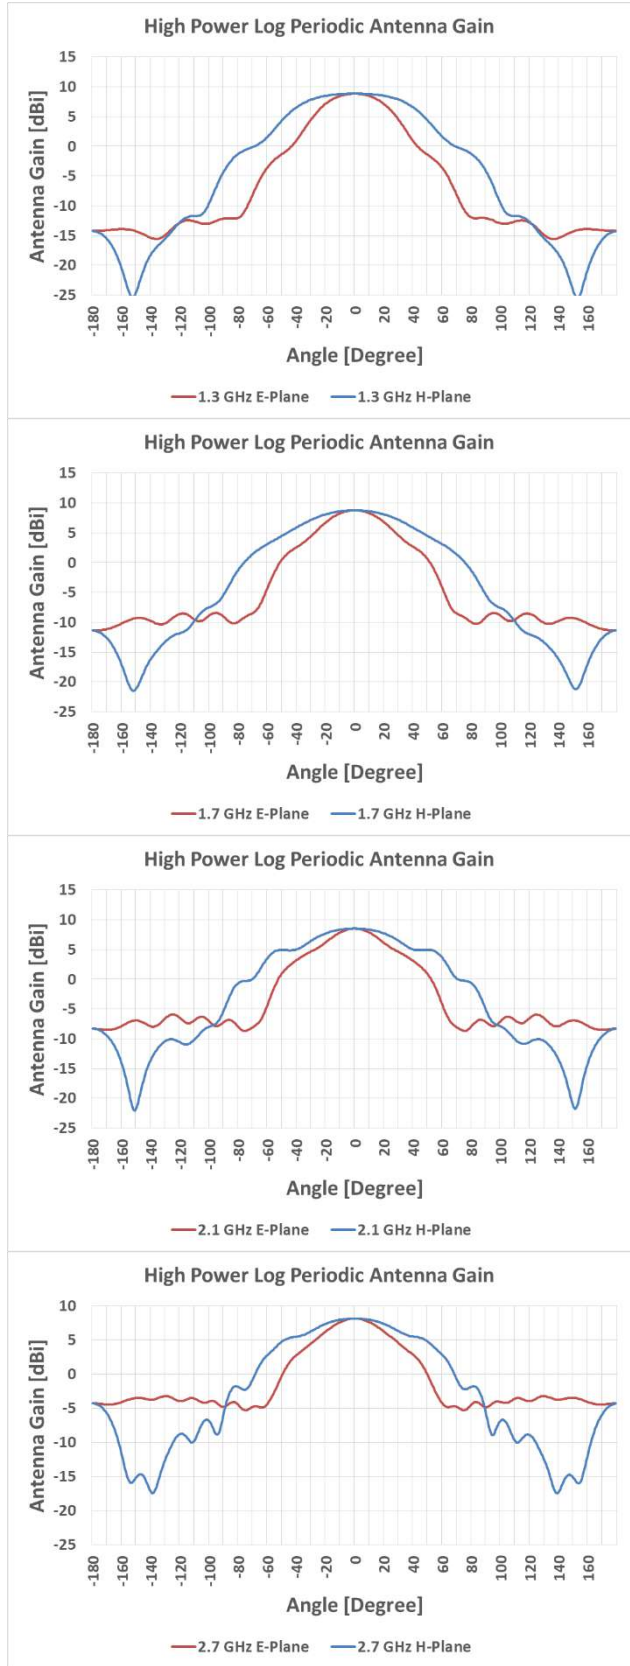 High Power Log Periodic Antenna Gain
Antenna Gain [dBi]
15
10
5
0
-5
-10
-15
-20
-25
-180 -160 -140 -120 -100 -80 -60 -40 -20 0 20 40 60 80 100 120 140 160
Angle [Degree]
1.3 GHz E-Plane 1.3 GHz H-Plane
High Power Log Periodic Antenna Gain
Antenna Gain [dBi]
15
10
5
0
-5
-10
-15
-20
-25
-180 -160 -140 -120 -100 -80 -60 -40 -20 0 20 40 60 80 100 120 140 160
Angle [Degree]
1.7 GHz E-Plane 1.7 GHz H-Plane
High Power Log Periodic Antenna Gain
Antenna Gain [dBi]
15
10
5
0
-5
-10
-15
-20
-25
-180 -160 -140 -120 -100 -80 -60 -40 -20 0 20 40 60 80 100 120 140 160
Angle [Degree]
2.1 GHz E-Plane 2.1 GHz H-Plane
High Power Log Periodic Antenna Gain
Antenna Gain [dBi]
10
5
0
-5
-10
-15
-20
-25
-180 -160 -140 -120 -100 -80 -60 -40 -20 0 20 40 60 80 100 120 140 160
Angle [Degree]
2.7 GHz E-Plane 2.7 GHz H-Plane